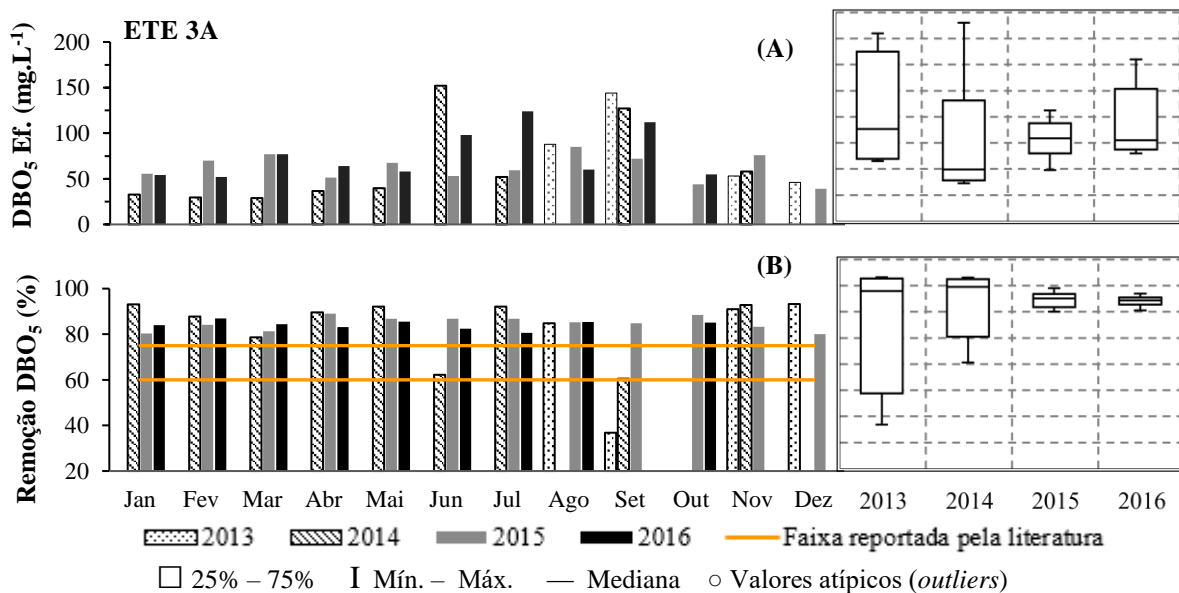 ETE 3A
(A)
DBO₅ Ef. (mg.L⁻¹)
200
150
100
50
0
(B)
Remoção DBO₅ (%)
100
80
60
40
20
Jan Fev Mar Abr Mai Jun Jul Ago Set Out Nov Dez
2013 2014 2015 2016
2013 2014 2015 2016 Faixa reportada pela literatura
25% – 75% Mín. – Máx. Mediana Valores atípicos (outliers)